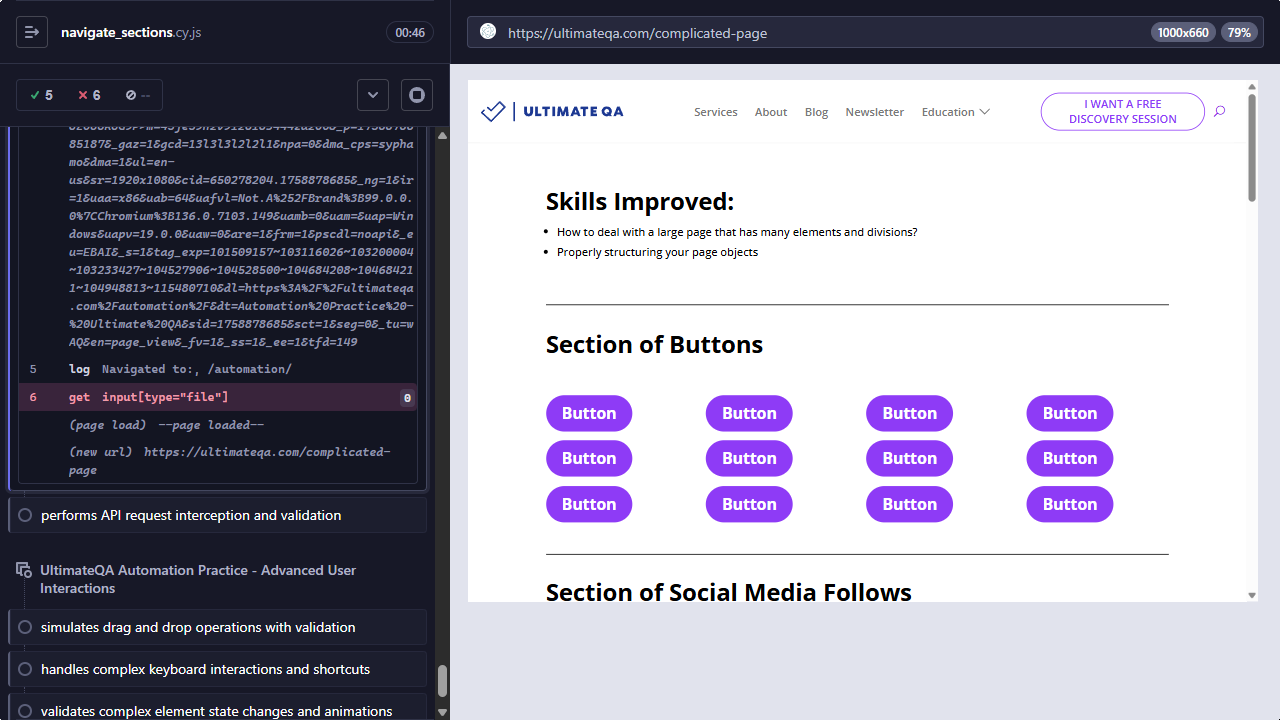 navigate_sections.cy.js
00:46
5
6
--
85187&_gaz=1&gcd=13l3l3l2l2l1&npa=0&dma_cps=sypha
mo&dma=1&ul=en-
us&sr=1920x1080&cid=650278204.1758878685&_ng=1&ir
=1&uaa=x86&uab=64&uafvl=Not.A%252FBrand%3B99.0.0.
0%7CChromium%3B136.0.7103.149&uamb=0&uam=&uap=Win
dows&uapv=19.0.0&uaw=0&are=1&frm=1&pscdl=noapi&_e
u=EBAI&_s=1&tag_exp=101509157~103116026~103200004
~103233427~104527906~104528500~104684208~10468421
1~104948813~115480710&dl=https%3A%2F%2Fultimateqa
.com%2Fautomation%2F&dt=Automation%20Practice%20-
%20Ultimate%20QA&sid=1758878685&sct=1&seg=0&_tu=w
AQ&en=page_view&_fv=1&_ss=1&_ee=1&tfd=149
5 log Navigated to:, /automation/
6 get input[type="file"] 0
(page load) --page loaded--
(new url) https://ultimateqa.com/complicated-
page
performs API request interception and validation
UltimateQA Automation Practice - Advanced User
Interactions
simulates drag and drop operations with validation
handles complex keyboard interactions and shortcuts
validates complex element state changes and animations
https://ultimateqa.com/complicated-page
1000x660 79%
ULTIMATE QA
Services About Blog Newsletter Education
I WANT A FREE
DISCOVERY SESSION
Skills Improved:
How to deal with a large page that has many elements and divisions?
Properly structuring your page objects
Section of Buttons
Button Button Button Button
Button Button Button Button
Button Button Button Button
Section of Social Media Follows